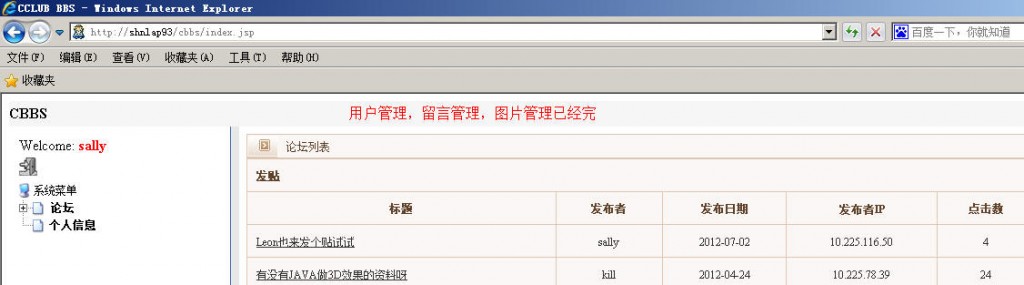 CCLUB BBS - Windows Internet Explorer
http://shnlap93/cbbs/index.jsp
百度一下，你就知道
文件(F) 编辑(E) 查看(V) 收藏夹(A) 工具(T) 帮助(H)
收藏夹
CBBS
用户管理，留言管理，图片管理已经完
Welcome: sally
系统菜单
论坛
个人信息
论坛列表
发贴
标题 发布者 发布日期 发布者IP 点击数
Leon也来发个贴试试 sally 2012-07-02 10.225.116.50 4
有没有JAVA做3D效果的资料呀 kill 2012-04-24 10.225.78.39 24